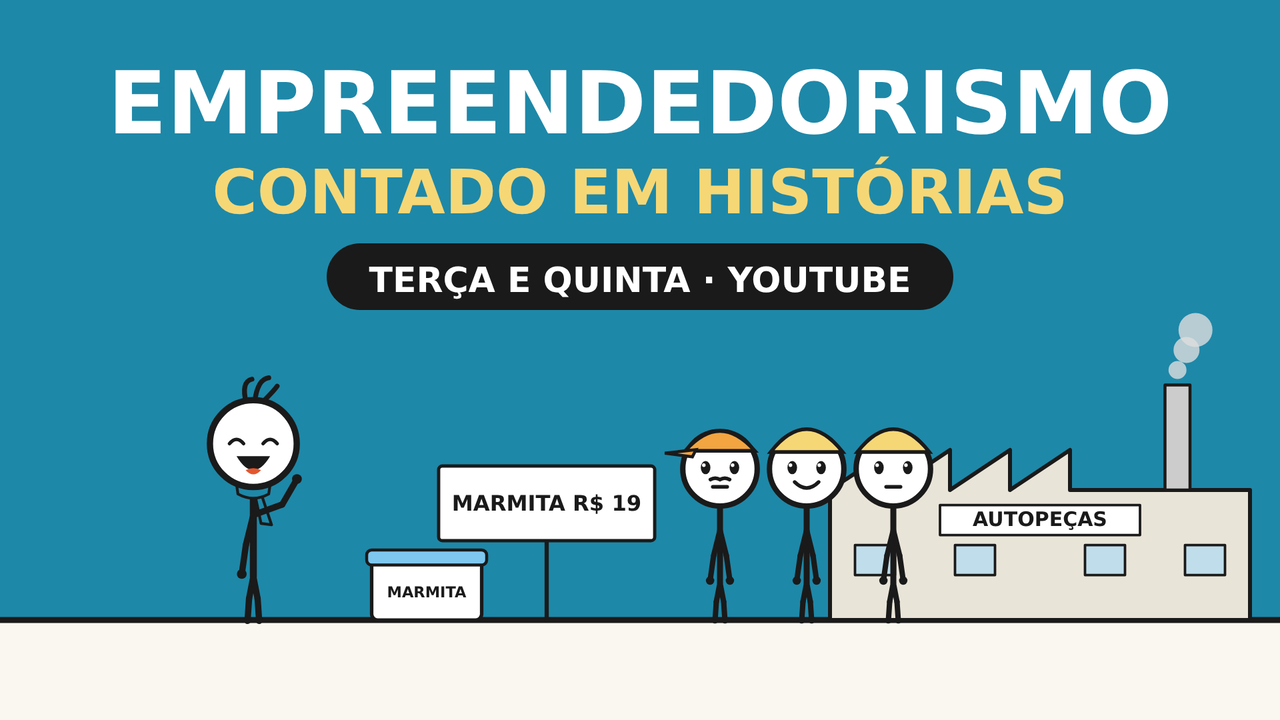 EMPREENDEDORISMO
CONTADO EM HISTÓRIAS
TERÇA E QUINTA · YOUTUBE
MARMITA R$ 19
MARMITA
AUTOPEÇAS